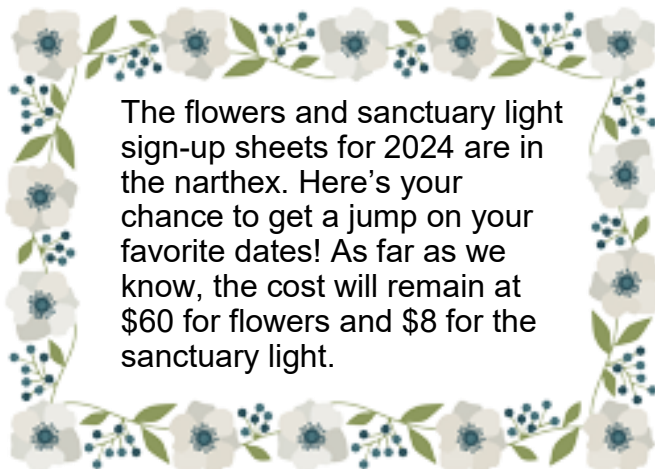 The flowers and sanctuary light
sign-up sheets for 2024 are in
the narthex. Here’s your
chance to get a jump on your
favorite dates! As far as we
know, the cost will remain at
$60 for flowers and $8 for the
sanctuary light.